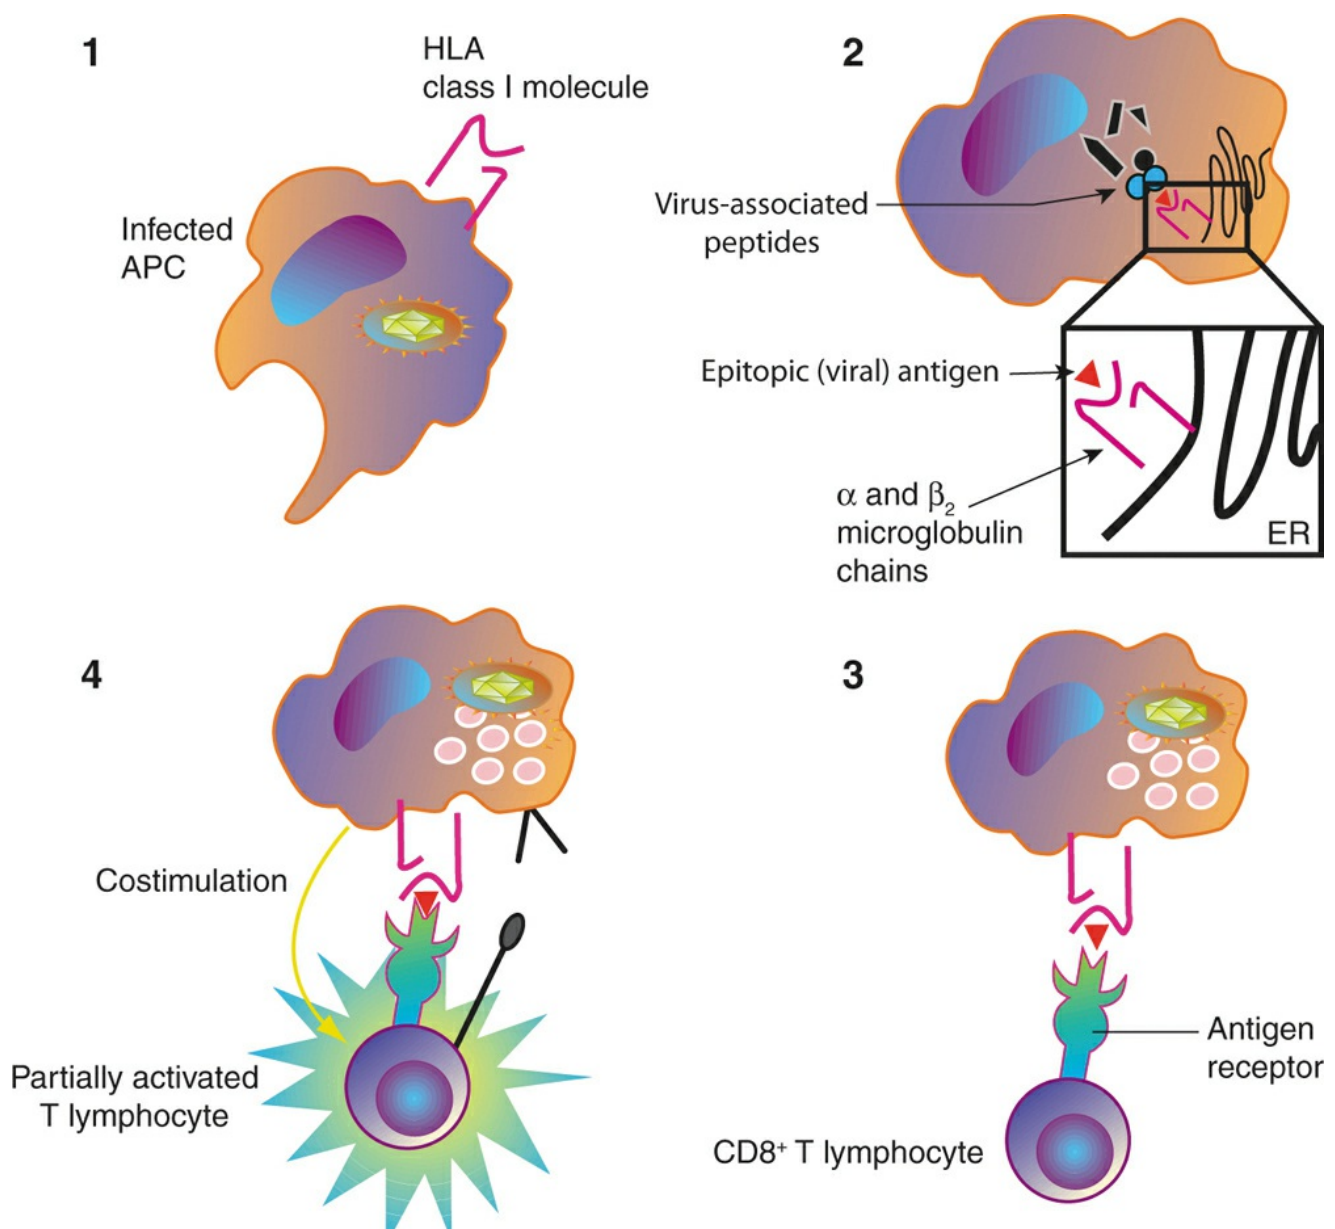 1
HLA
class I molecule
Infected
APC
2
Virus-associated
peptides
Epitopic (viral) antigen
α and β₂
microglobulin
chains
ER
4
Costimulation
Partially activated
T lymphocyte
3
Antigen
receptor
CD8⁺ T lymphocyte